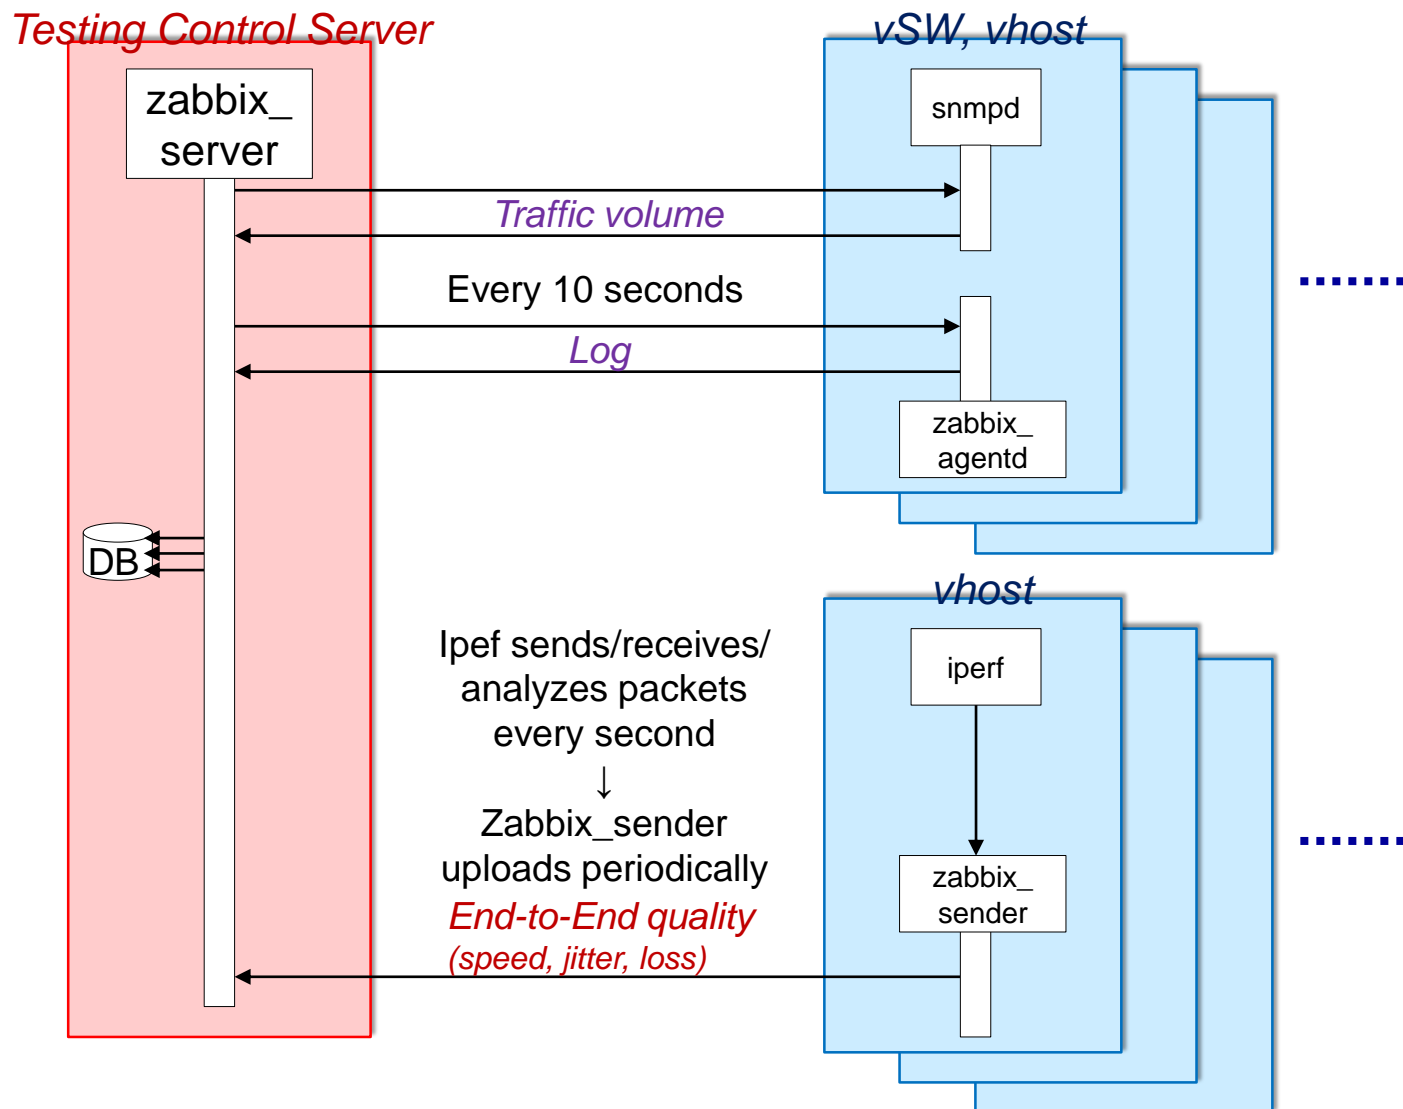 Testing Control Server
vSW, vhost
zabbix_
server
snmpd
Traffic volume
Every 10 seconds
Log
zabbix_
agentd
DB
vhost
Ipef sends/receives/
analyzes packets
every second
↓
Zabbix_sender
uploads periodically
End-to-End quality
(speed, jitter, loss)
iperf
zabbix_
sender